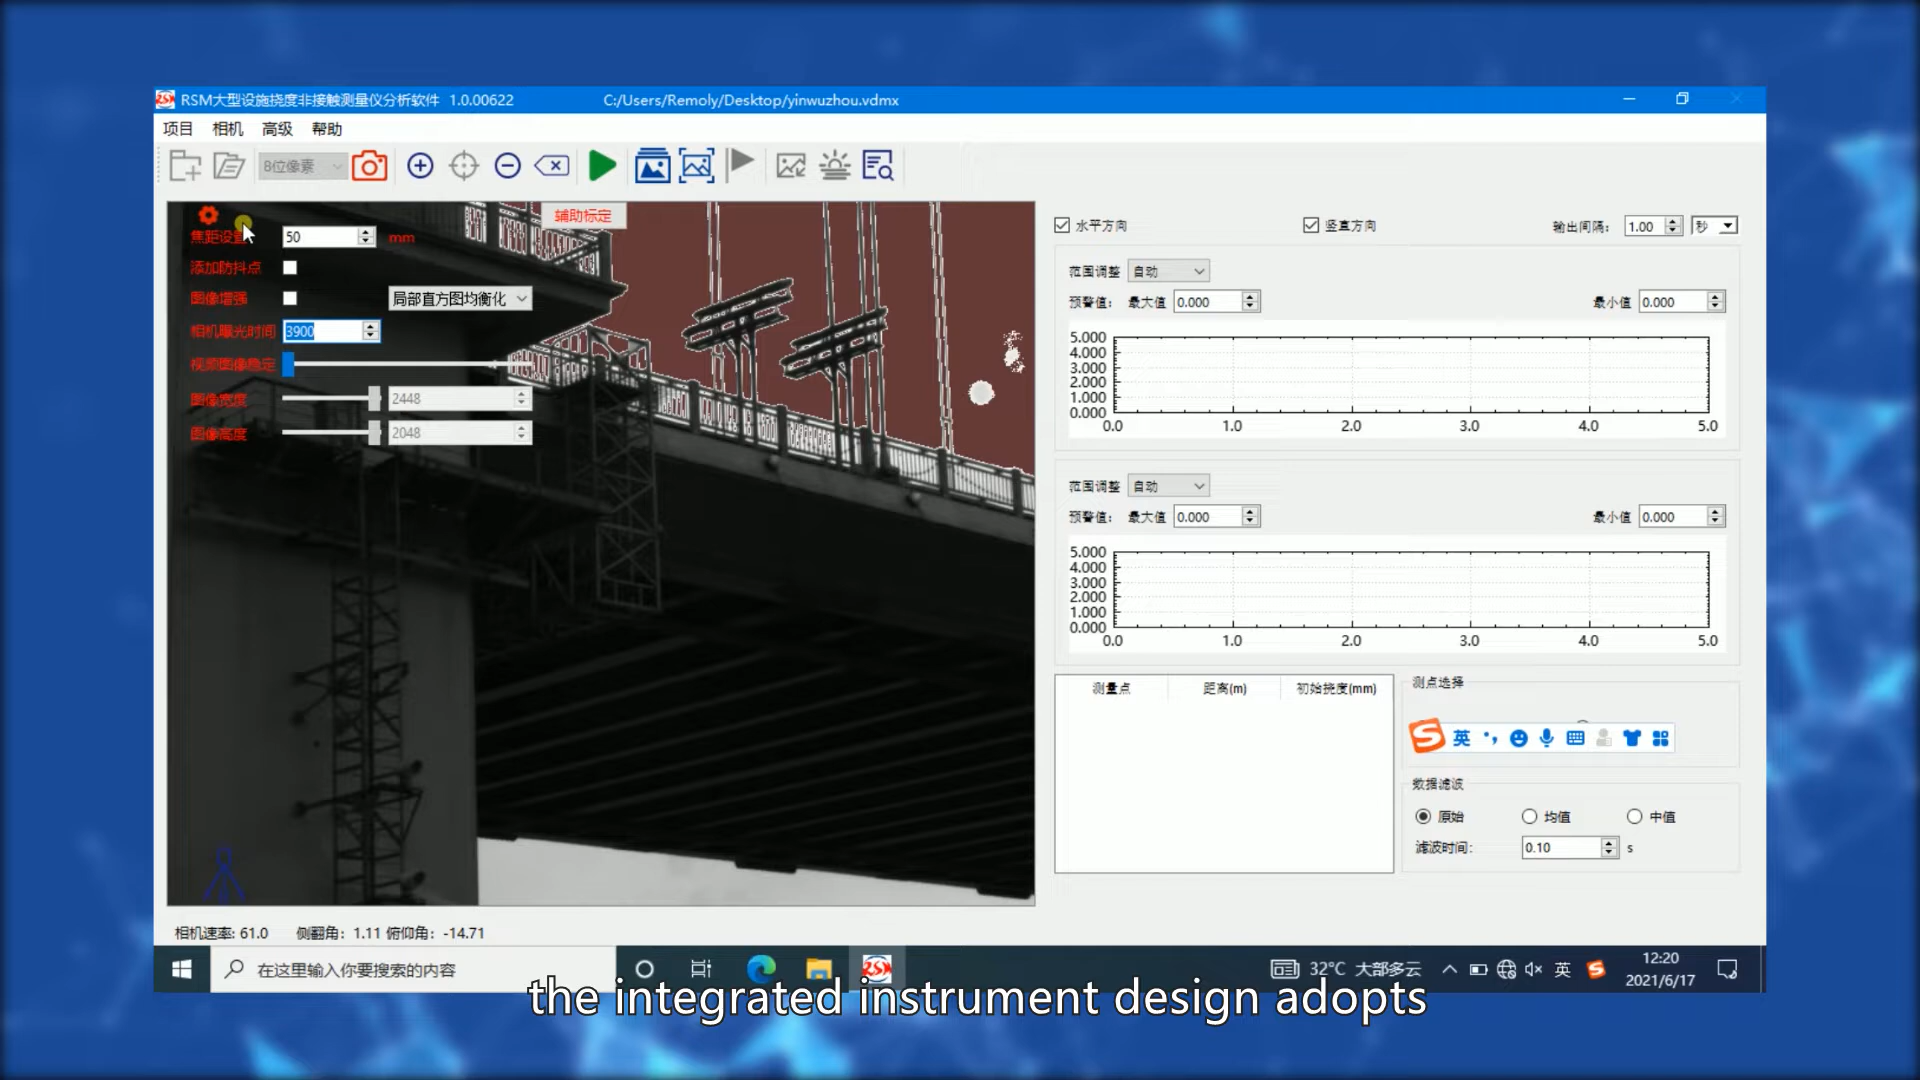 RSM大型设施挠度非接触测量仪分析软件 1.0.00622 C:/Users/Remoly/Desktop/yinwuzhou.vdmx
项目 相机 高级 帮助
8位像素
辅助标定
焦距设置 50 mm
添加防抖点
图像增强 局部直方图均衡化
相机曝光时间 3900
视频图像稳定
图像宽度 2448
图像高度 2048
水平方向 竖直方向 输出间隔: 1.00 秒
范围调整 自动
预警值: 最大值 0.000 最小值 0.000
5.000
4.000
3.000
2.000
1.000
0.000
0.0 1.0 2.0 3.0 4.0 5.0
范围调整 自动
预警值: 最大值 0.000 最小值 0.000
5.000
4.000
3.000
2.000
1.000
0.000
0.0 1.0 2.0 3.0 4.0 5.0
测量点 距离(m) 初始挠度(mm)
测点选择
英
数据滤波
原始 均值 中值
滤波时间: 0.10 s
相机速率: 61.0 侧翻角: 1.11 俯仰角: -14.71
在这里输入你要搜索的内容
RSM
32°C 大部多云 英 12:20
2021/6/17
the integrated instrument design adopts